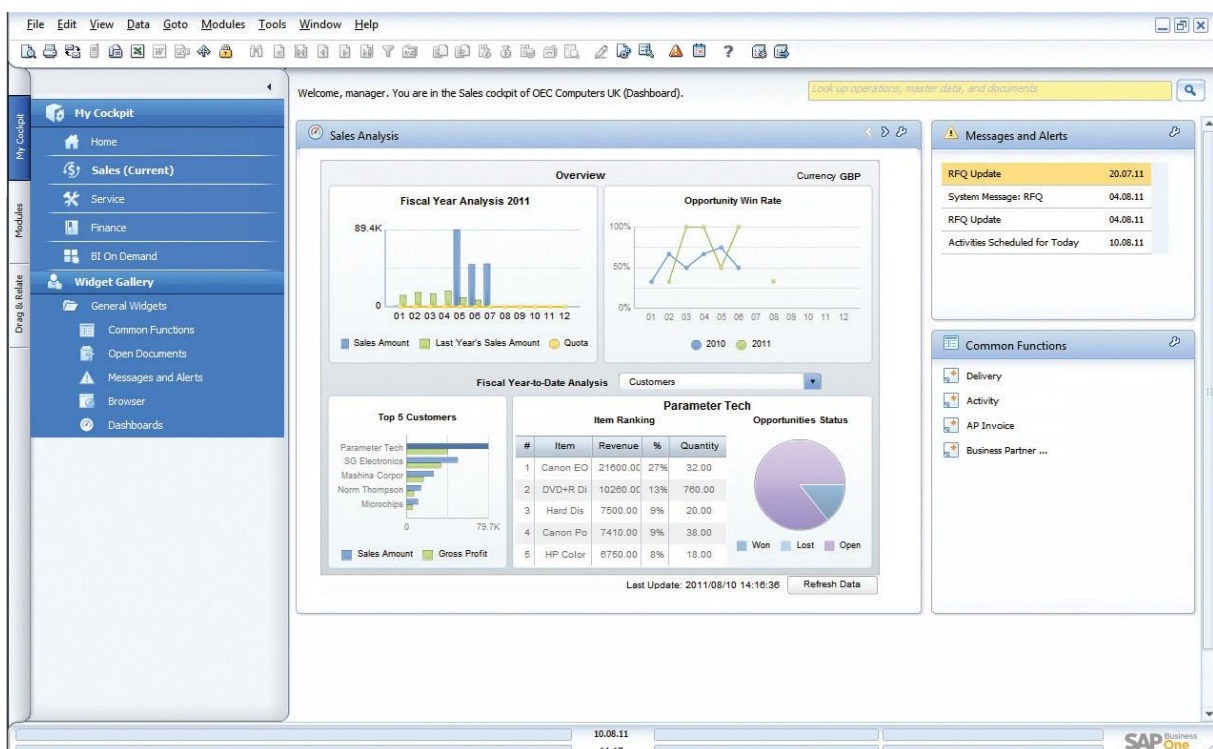 File Edit View Data Goto Modules Tools Window Help
Welcome, manager. You are in the Sales cockpit of OEC Computers UK (Dashboard).
Look up operations, master data, and documents
My Cockpit
Modules
Drag & Relate
My Cockpit
Home
Sales (Current)
Service
Finance
BI On Demand
Widget Gallery
General Widgets
Common Functions
Open Documents
Messages and Alerts
Browser
Dashboards
Sales Analysis
Overview
Currency GBP
Fiscal Year Analysis 2011
89.4K
0
01 02 03 04 05 06 07 08 09 10 11 12
Sales Amount Last Year's Sales Amount Quota
Opportunity Win Rate
100%
50%
0%
01 02 03 04 05 06 07 08 09 10 11 12
2010 2011
Fiscal Year-to-Date Analysis Customers
Top 5 Customers
Parameter Tech
SG Electronics
Mashina Corpor
Norm Thompson
Microchips
0 79.7K
Sales Amount Gross Profit
Parameter Tech
Item Ranking
# Item Revenue % Quantity
1 Canon EO 21600.00 27% 32.00
2 DVD+R Di 10260.00 13% 760.00
3 Hard Dis 7500.00 9% 20.00
4 Canon Po 7410.00 9% 38.00
5 HP Color 6750.00 8% 18.00
Opportunities Status
Won Lost Open
Last Update: 2011/08/10 14:16:36 Refresh Data
Messages and Alerts
RFQ Update 20.07.11
System Message: RFQ 04.08.11
RFQ Update 04.08.11
Activities Scheduled for Today 10.08.11
Common Functions
Delivery
Activity
AP Invoice
Business Partner ...
10.08.11
SAP Business One